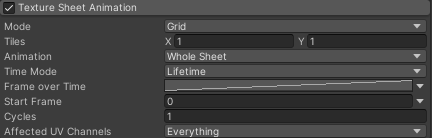 Texture Sheet Animation
Mode Grid
Tiles X 1 Y 1
Animation Whole Sheet
Time Mode Lifetime
Frame over Time
Start Frame 0
Cycles 1
Affected UV Channels Everything